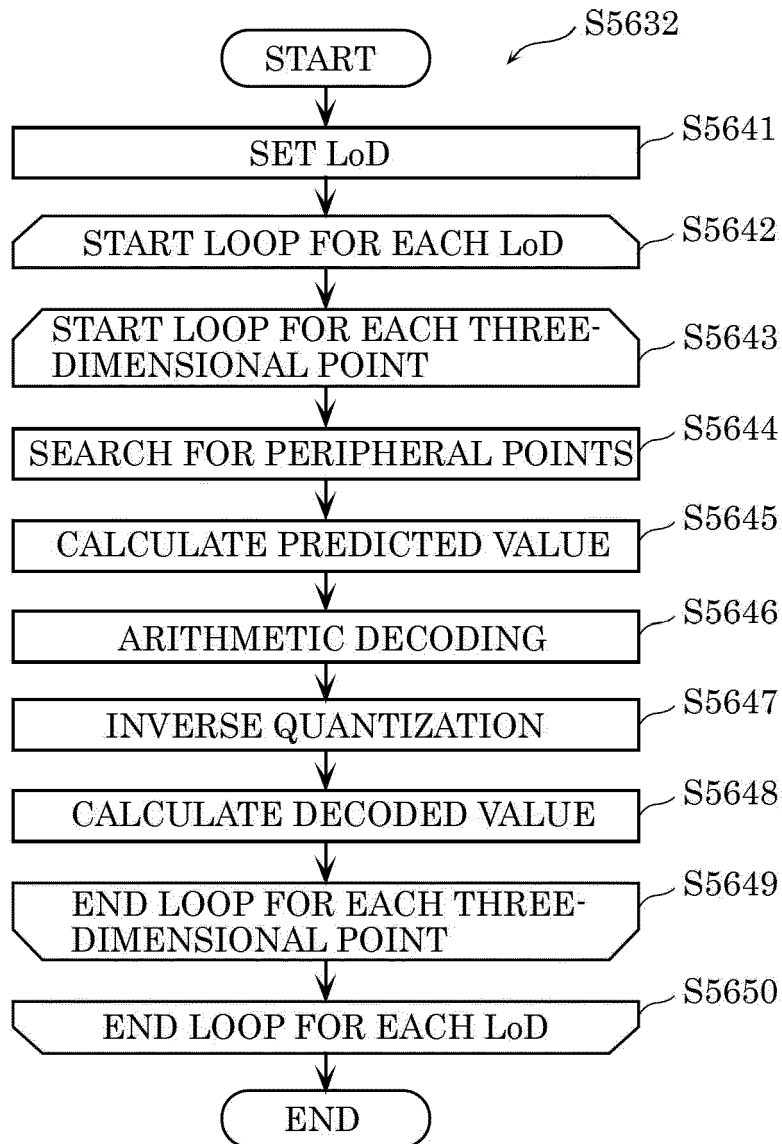 S5632
START
S5641
SET LoD
S5642
START LOOP FOR EACH LoD
S5643
START LOOP FOR EACH THREE-
DIMENSIONAL POINT
S5644
SEARCH FOR PERIPHERAL POINTS
S5645
CALCULATE PREDICTED VALUE
S5646
ARITHMETIC DECODING
S5647
INVERSE QUANTIZATION
S5648
CALCULATE DECODED VALUE
S5649
END LOOP FOR EACH THREE-
DIMENSIONAL POINT
S5650
END LOOP FOR EACH LoD
END